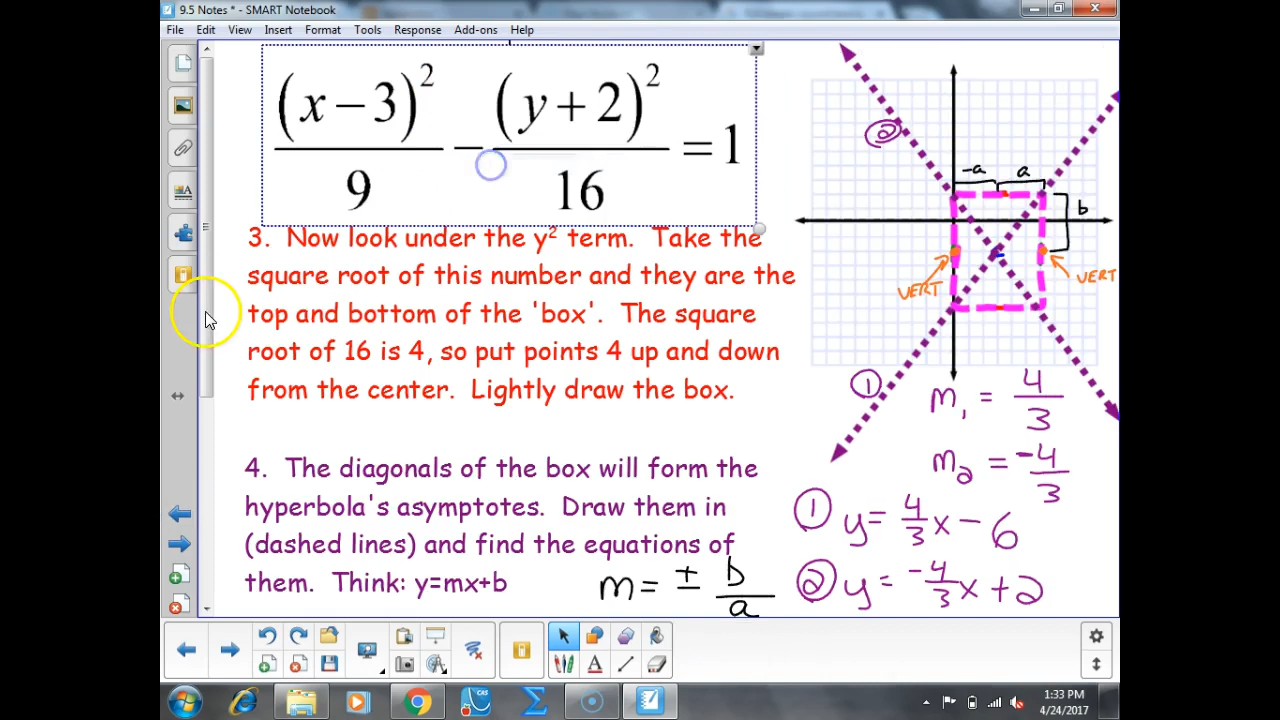 9.5 Notes * - SMART Notebook
File Edit View Insert Format Tools Response Add-ons Help
(x-3)² / 9 - (y+2)² / 16 = 1
3. Now look under the y² term. Take the
square root of this number and they are the
top and bottom of the 'box'. The square
root of 16 is 4, so put points 4 up and down
from the center. Lightly draw the box.
4. The diagonals of the box will form the
hyperbola's asymptotes. Draw them in
(dashed lines) and find the equations of
them. Think: y=mx+b
m = ± b/a
②
-a a
b
VERT VERT
①
m₁ = 4/3
m₂ = -4/3
① y = 4/3 x - 6
② y = -4/3 x + 2
CAS
1:33 PM
4/24/2017